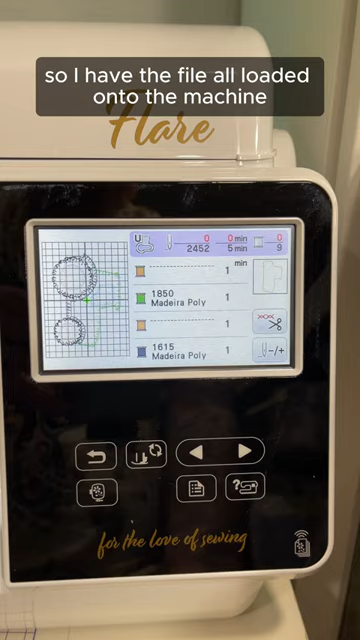 so I have the file all loaded
onto the machine
Flare
U 0 0 min 0
2452 5 min 9
min
1
1850
Madeira Poly 1
1
1615
Madeira Poly 1
-/+
?
for the love of sewing